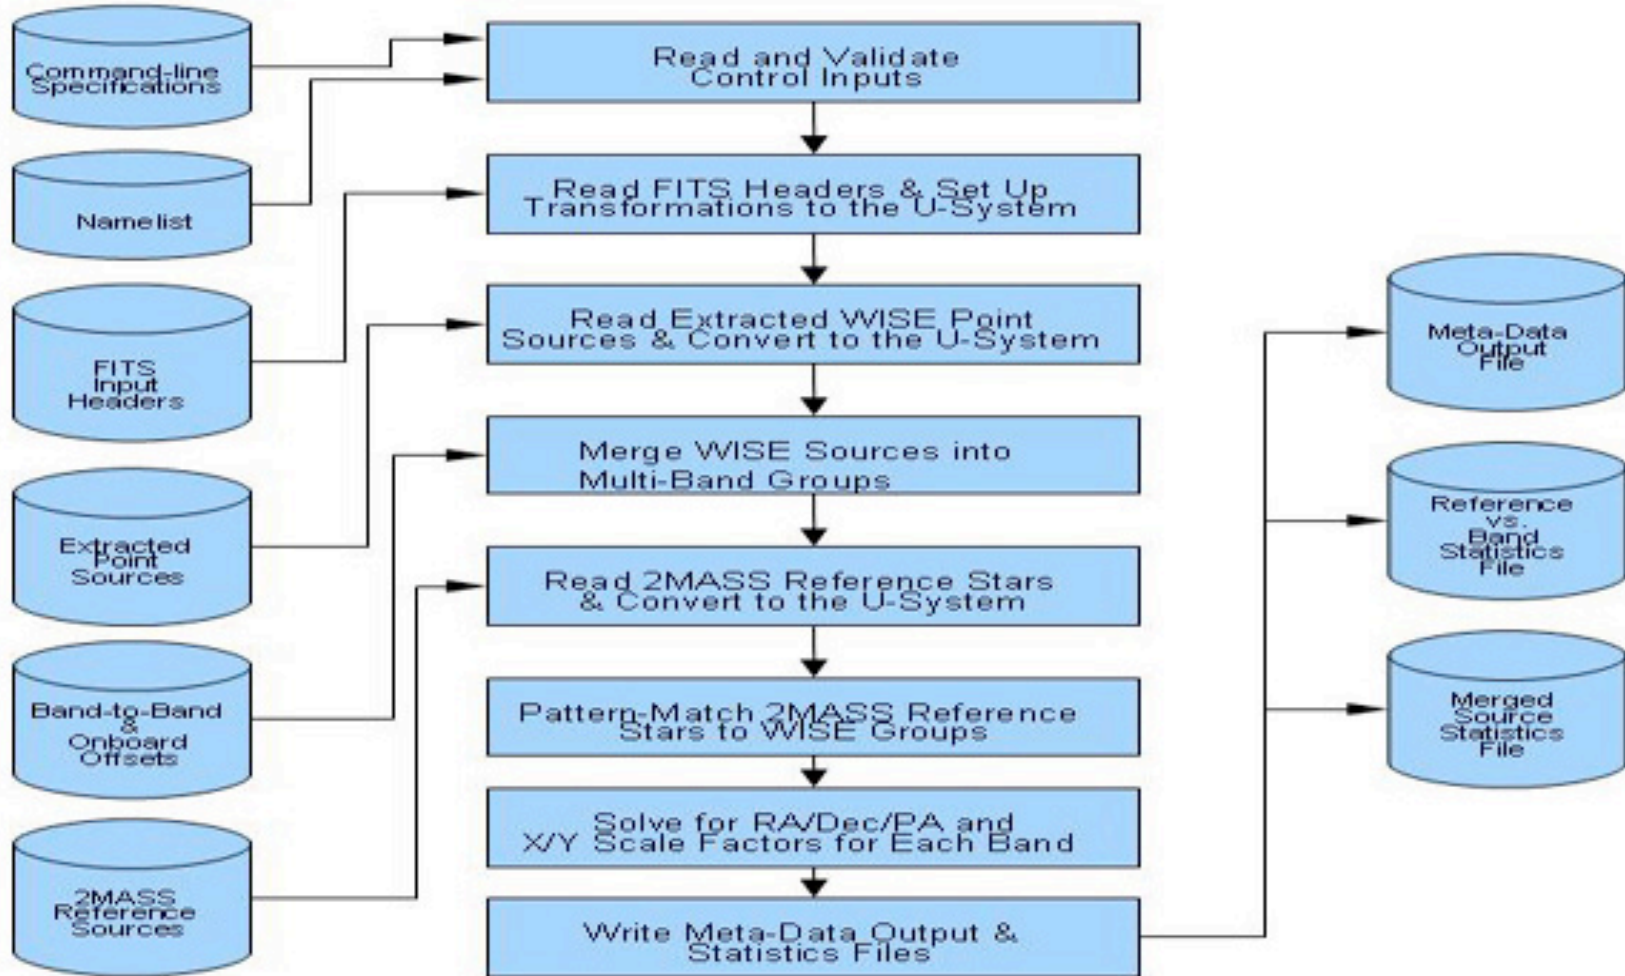 Command-line
Specifications
Namelist
FITS
Input
Headers
Extracted
Point
Sources
Band-to-Band
&
Onboard
Offsets
2MASS
Reference
Sources
Read and Validate
Control Inputs
Read FITS Headers & Set Up
Transformations to the U-System
Read Extracted WISE Point
Sources & Convert to the U-System
Merge WISE Sources into
Multi-Band Groups
Read 2MASS Reference Stars
& Convert to the U-System
Pattern-Match 2MASS Reference
Stars to WISE Groups
Solve for RA/Dec/PA and
X/Y Scale Factors for Each Band
Write Meta-Data Output &
Statistics Files
Meta-Data
Output
File
Reference
vs.
Band
Statistics
File
Merged
Source
Statistics
File